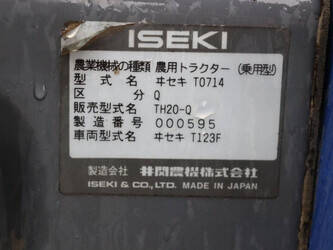 ISEKI
農業機械の種類 農用トラクター (乗用型)
型式名 ヰセキ T0714
区分 Q
販売型式名 TH20-Q
製造番号 000595
車両型式名 ヰセキ T123F
製造会社 井関農機株式会社
ISEKI & CO., LTD. MADE IN JAPAN